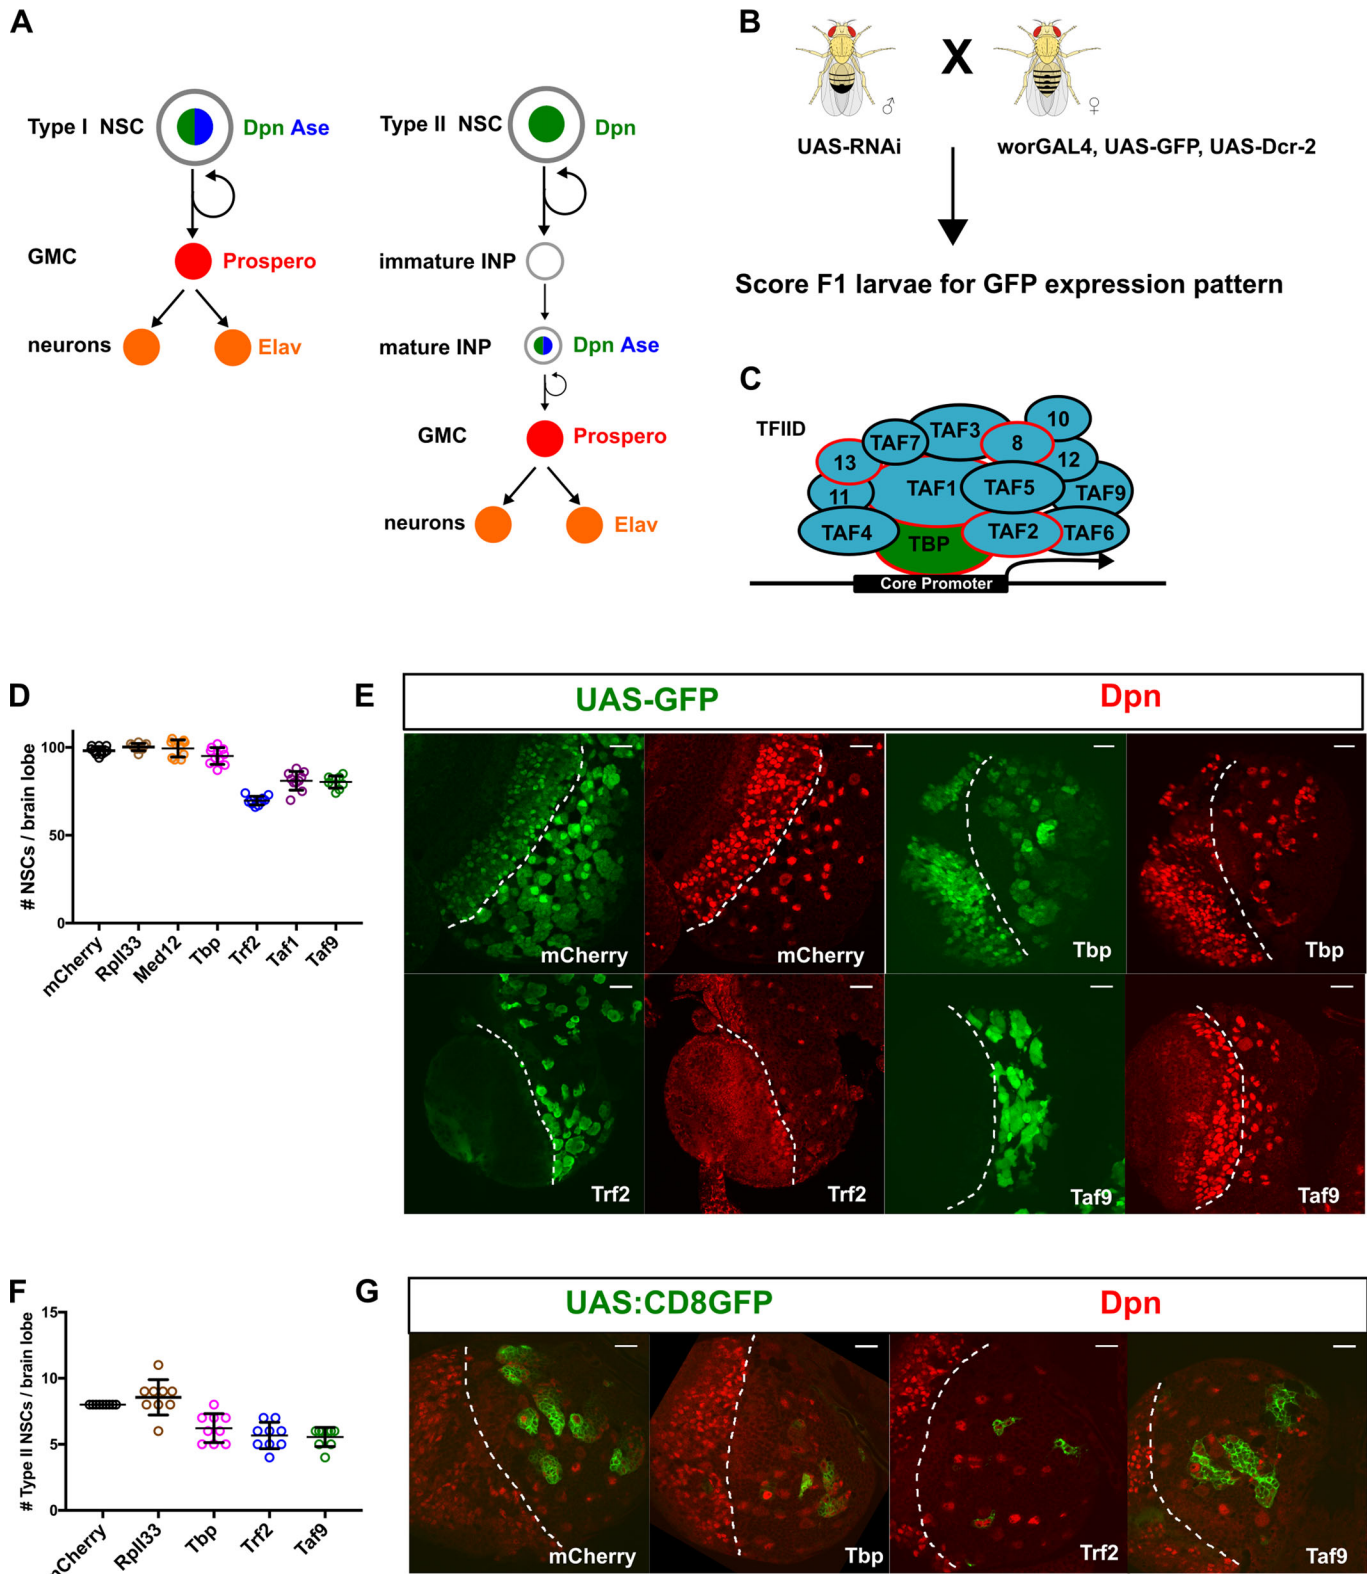 A
Type I NSC
Dpn Ase
GMC
Prospero
neurons
Elav
Type II NSC
Dpn
immature INP
mature INP
Dpn Ase
GMC
Prospero
neurons
Elav
B
♂
X
♀
UAS-RNAi
worGAL4, UAS-GFP, UAS-Dcr-2
Score F1 larvae for GFP expression pattern
C
TFIID
10
TAF3
TAF7
8
13
12
TAF1
TAF5
11
TAF9
TAF4
TBP
TAF2
TAF6
Core Promoter
D
# NSCs / brain lobe
100
50
0
mCherry
RpII33
Med12
Tbp
Trf2
Taf1
Taf9
E
UAS-GFP
Dpn
mCherry
mCherry
Tbp
Tbp
Trf2
Trf2
Taf9
Taf9
F
# Type II NSCs / brain lobe
15
10
5
0
mCherry
RpII33
Tbp
Trf2
Taf9
G
UAS:CD8GFP
Dpn
mCherry
Tbp
Trf2
Taf9